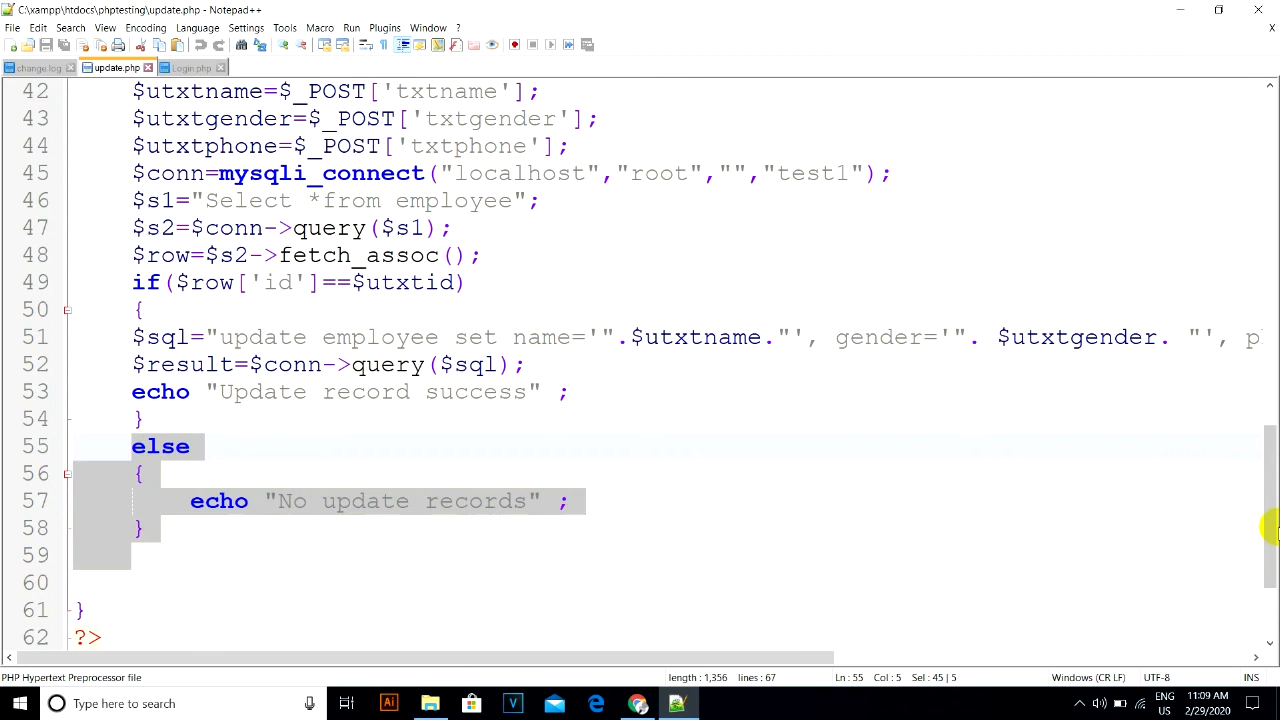 C:\xampp\htdocs\phptesting\update.php - Notepad++
File Edit Search View Encoding Language Settings Tools Macro Run Plugins Window ?
X
change.log update.php Login.php
42 $utxtname=$_POST['txtname'];
43 $utxtgender=$_POST['txtgender'];
44 $utxtphone=$_POST['txtphone'];
45 $conn=mysqli_connect("localhost","root","","test1");
46 $s1="Select *from employee";
47 $s2=$conn->query($s1);
48 $row=$s2->fetch_assoc();
49 if($row['id']==$utxtid)
50 {
51 $sql="update employee set name='".$utxtname."', gender='". $utxtgender. "', p
52 $result=$conn->query($sql);
53 echo "Update record success" ;
54 }
55 else
56 {
57 echo "No update records" ;
58 }
59
60
61 }
62 ?>
PHP Hypertext Preprocessor file length : 1,356 lines : 67 Ln : 55 Col : 5 Sel : 45 | 5 Windows (CR LF) UTF-8 INS
Type here to search
Ai
V
ENG
US
11:09 AM
2/29/2020